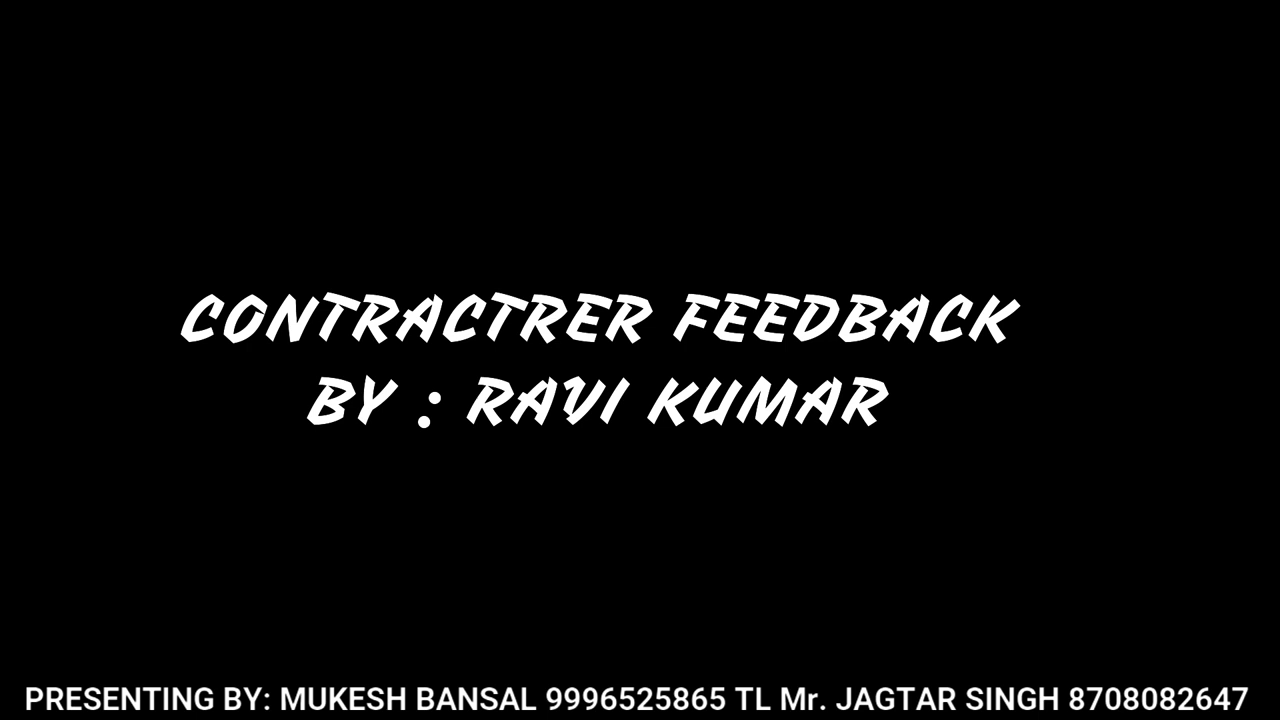 CONTRACTRER FEEDBACK
BY : RAVI KUMAR
PRESENTING BY: MUKESH BANSAL 9996525865 TL Mr. JAGTAR SINGH 8708082647